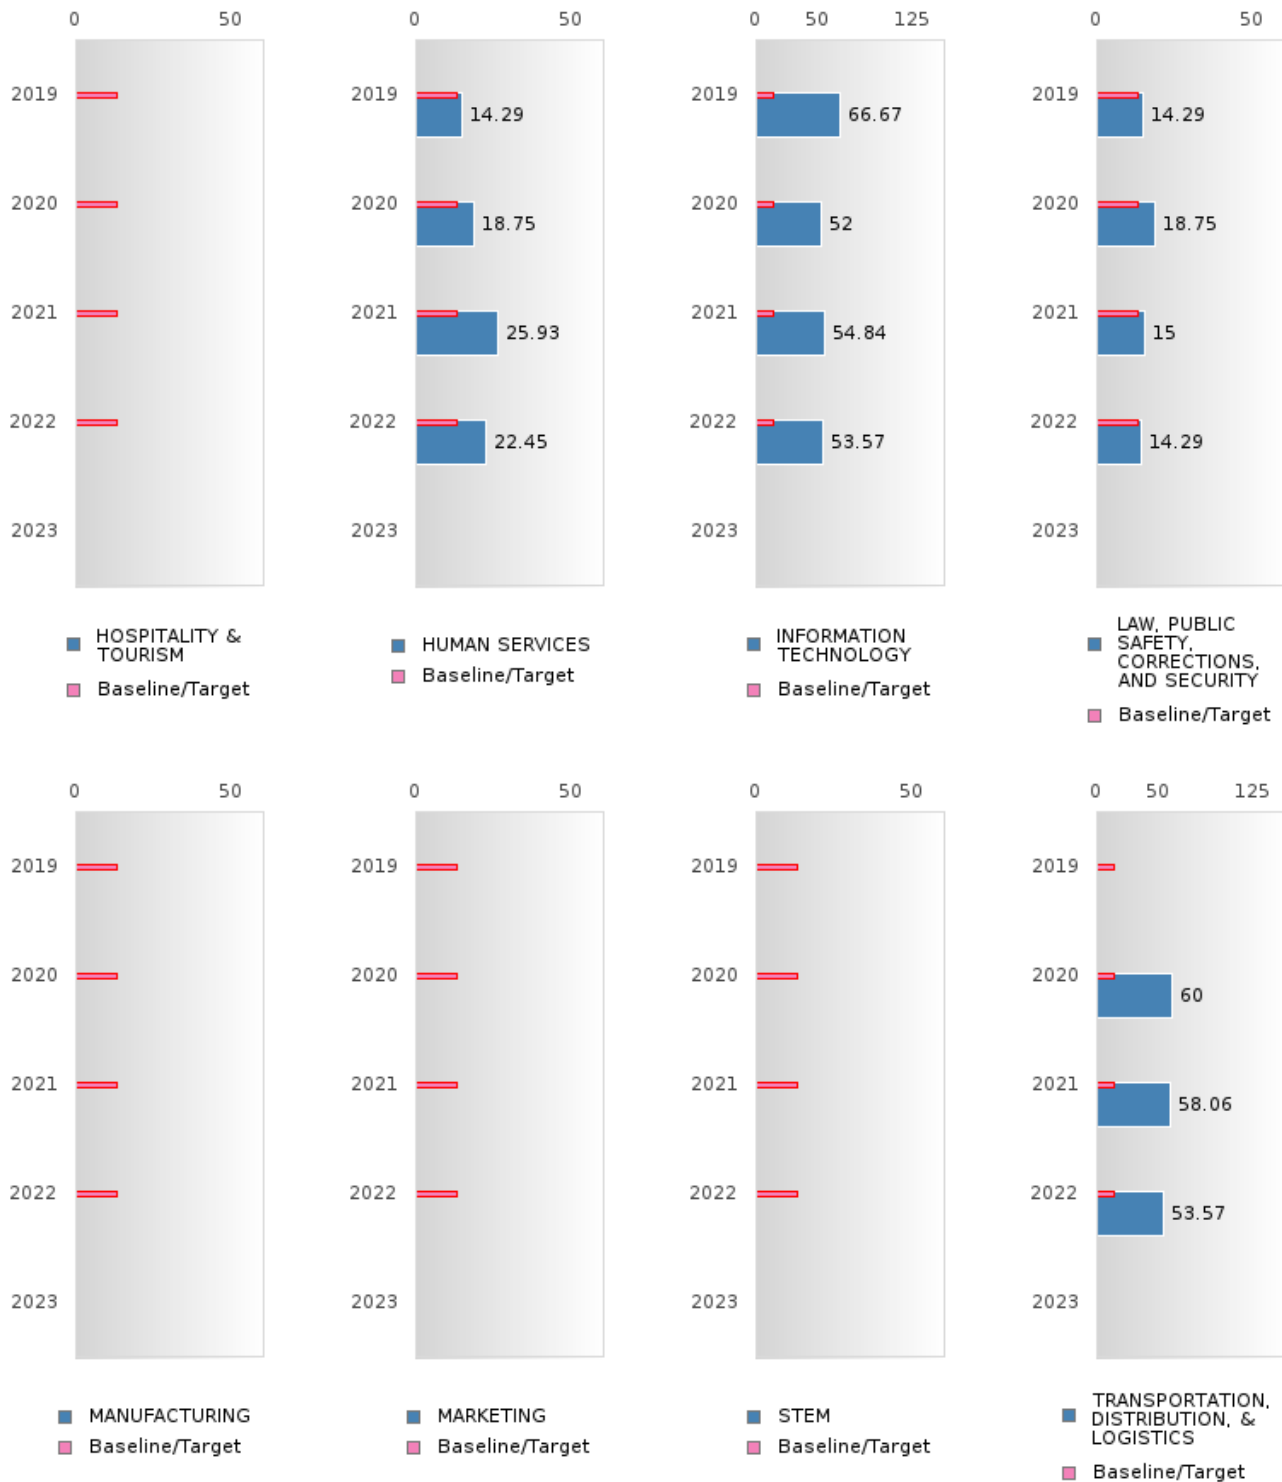 0 50
2019
2020
2021
2022
2023
HOSPITALITY &
TOURISM
Baseline/Target
0 50
2019 14.29
2020 18.75
2021 25.93
2022 22.45
2023
HUMAN SERVICES
Baseline/Target
0 50 125
2019 66.67
2020 52
2021 54.84
2022 53.57
2023
INFORMATION
TECHNOLOGY
Baseline/Target
0 50
2019 14.29
2020 18.75
2021 15
2022 14.29
2023
LAW, PUBLIC
SAFETY,
CORRECTIONS,
AND SECURITY
Baseline/Target
0 50
2019
2020
2021
2022
2023
MANUFACTURING
Baseline/Target
0 50
2019
2020
2021
2022
2023
MARKETING
Baseline/Target
0 50
2019
2020
2021
2022
2023
STEM
Baseline/Target
0 50 125
2019
2020 60
2021 58.06
2022 53.57
2023
TRANSPORTATION,
DISTRIBUTION, &
LOGISTICS
Baseline/Target